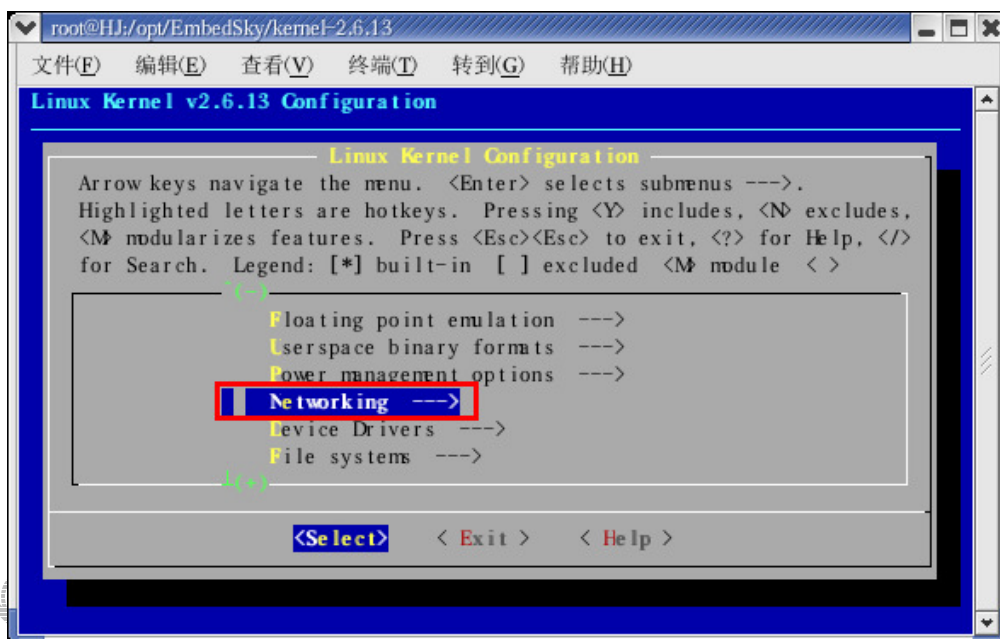 root@HJ:/opt/EmbedSky/kernel-2.6.13
文件(F) 编辑(E) 查看(V) 终端(T) 转到(G) 帮助(H)
Linux Kernel v2.6.13 Configuration
Linux Kernel Configuration
Arrow keys navigate the menu. <Enter> selects submenus --->.
Highlighted letters are hotkeys. Pressing <Y> includes, <N> excludes,
<M> modularizes features. Press <Esc><Esc> to exit, <?> for Help, </>
for Search. Legend: [*] built-in [ ] excluded <M> module < >
^(-)
Floating point emulation --->
Userspace binary formats --->
Power management options --->
Networking --->
Device Drivers --->
File systems --->
┴(+)
<Select> < Exit > < Help >